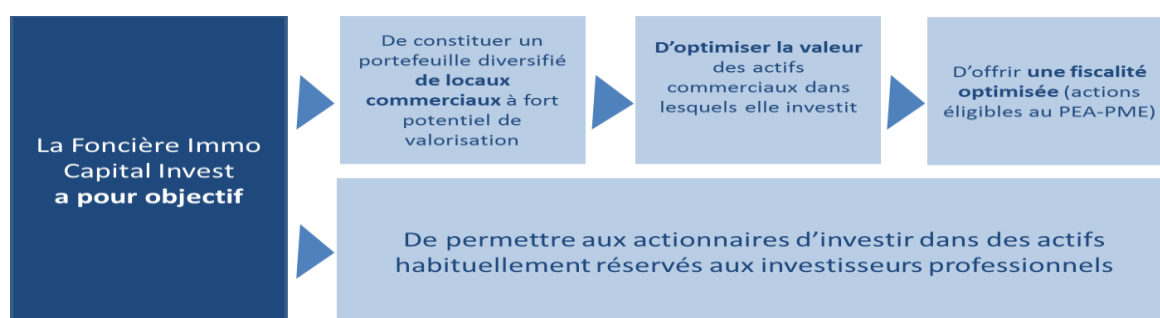 La Foncière Immo
Capital Invest
a pour objectif
De constituer un
portefeuille diversifié
de locaux
commerciaux à fort
potentiel de
valorisation
D'optimiser la valeur
des actifs
commerciaux dans
lesquels elle investit
D'offrir une fiscalité
optimisée (actions
éligibles au PEA-PME)
De permettre aux actionnaires d'investir dans des actifs
habituellement réservés aux investisseurs professionnels